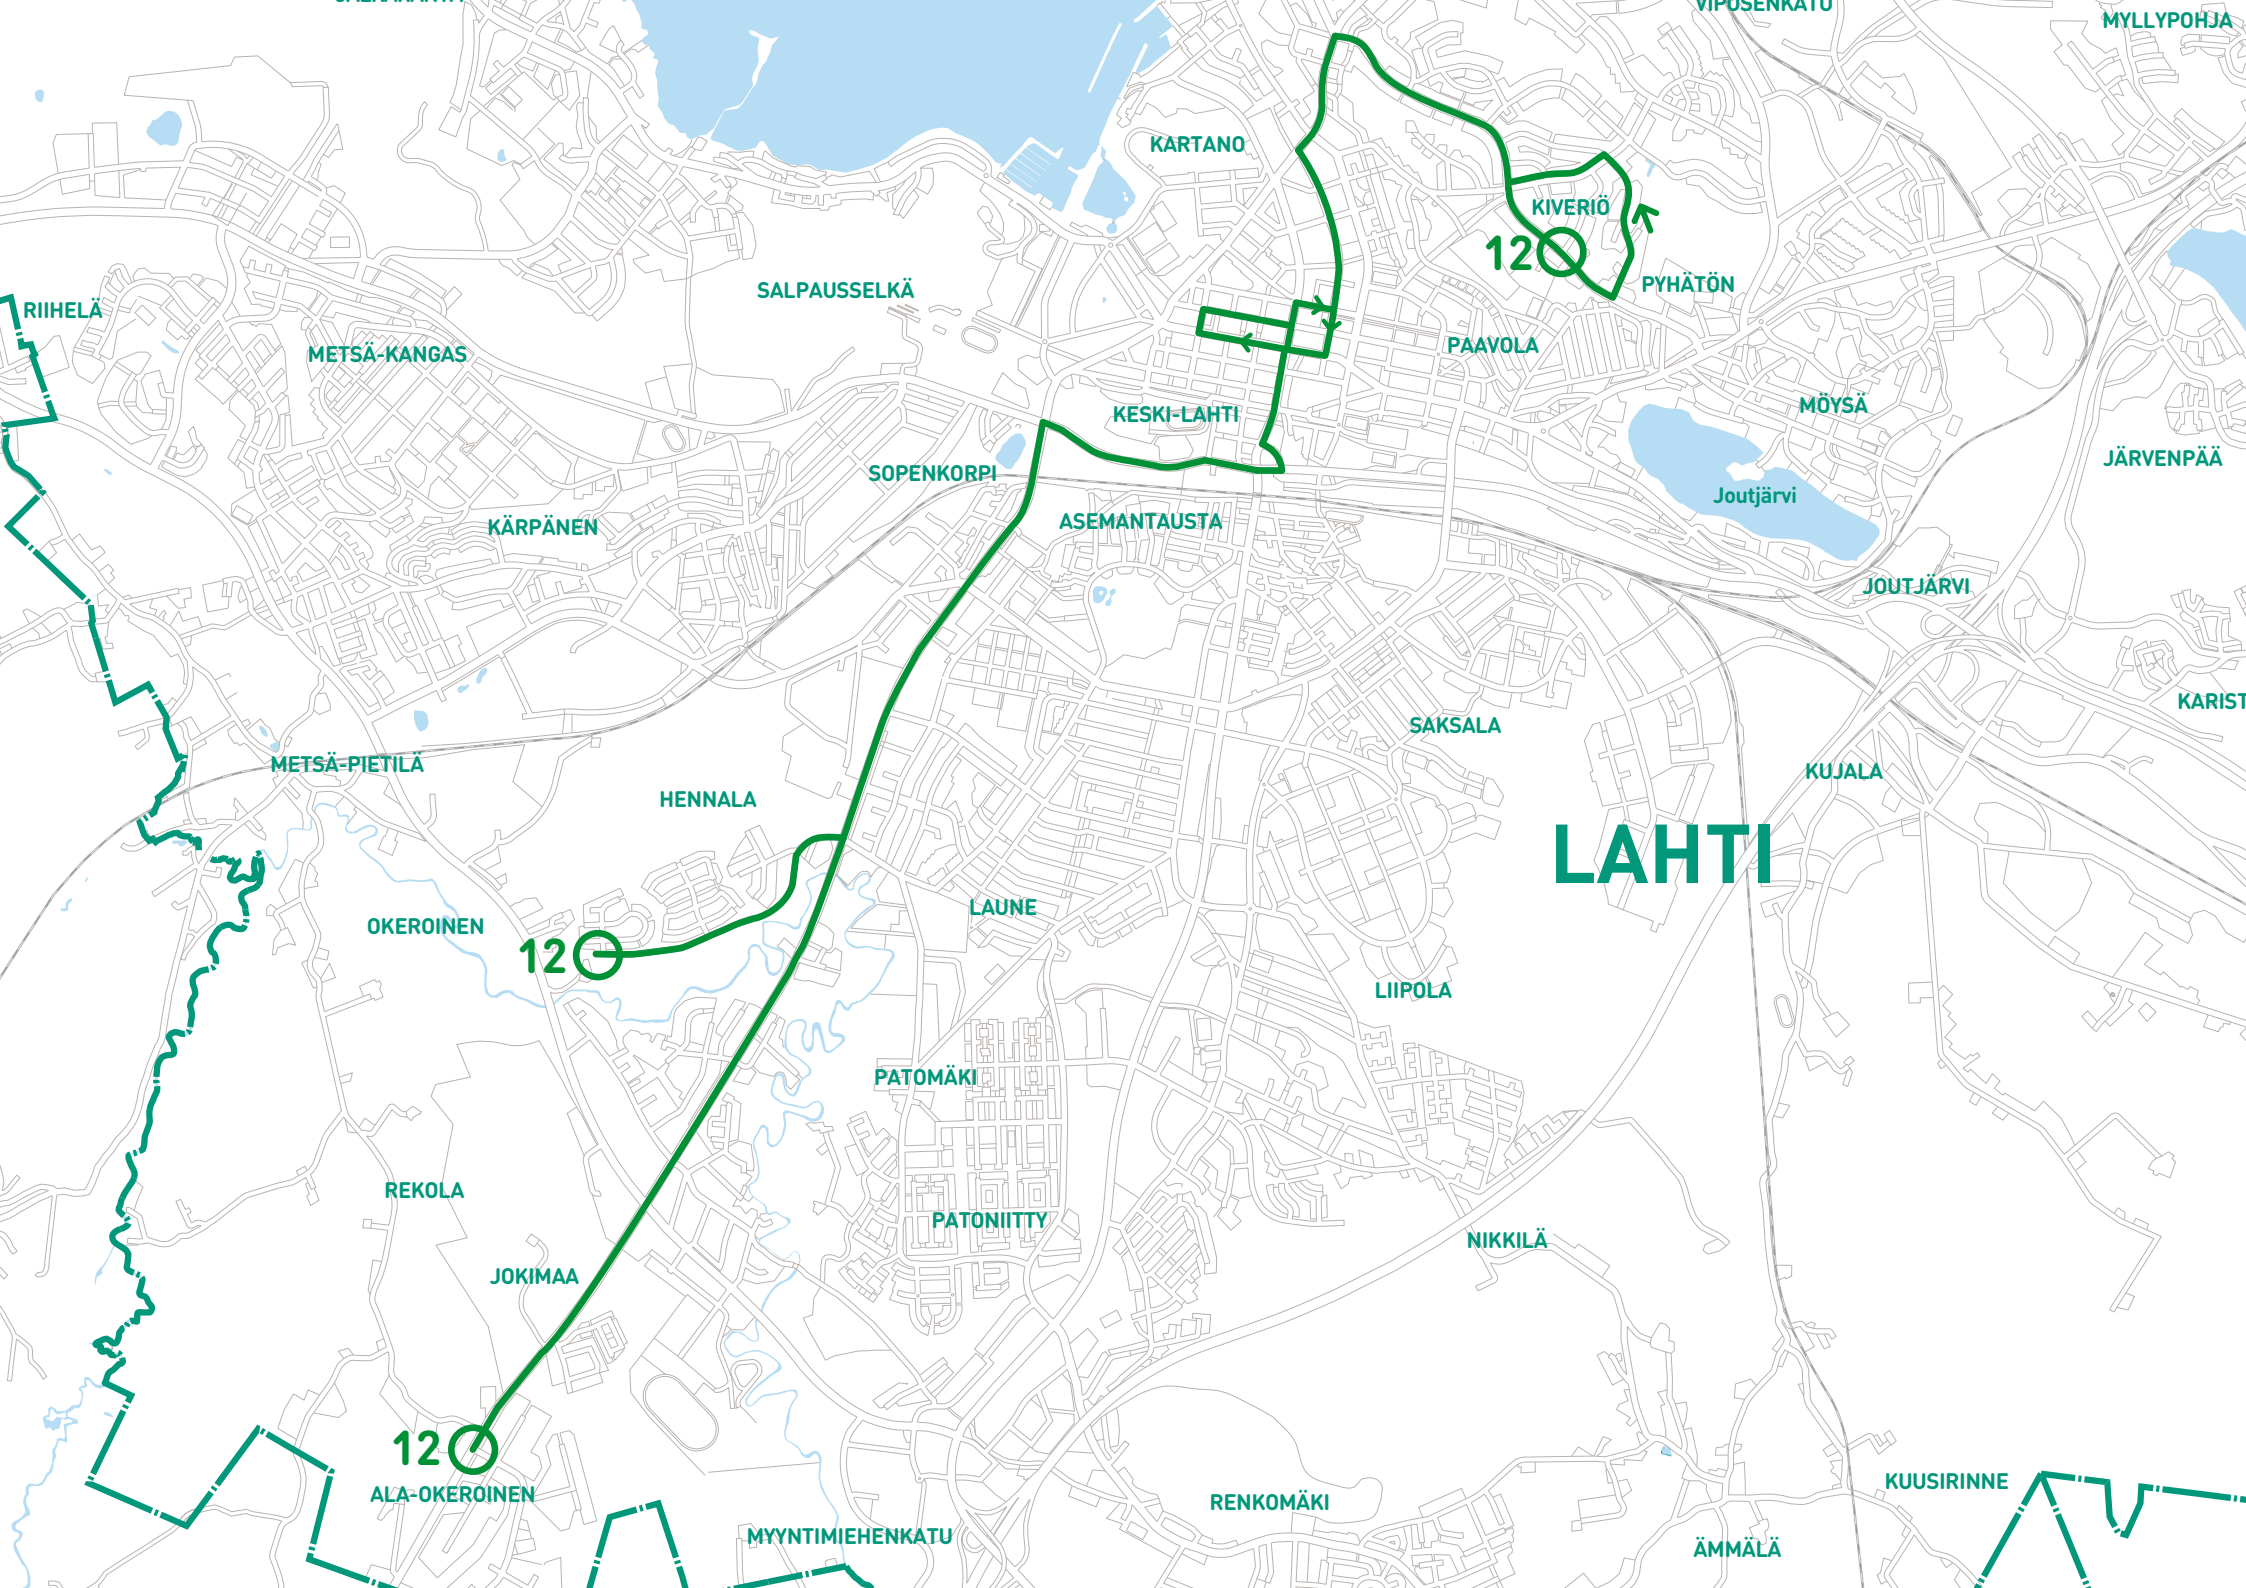 VIPUSENKATU
MYLLYPOHJA
KARTANO
KIVERIÖ
12
PYHÄTÖN
SALPAUSSELKÄ
RIIHELÄ
METSÄ-KANGAS
PAAVOLA
MÖYSÄ
KESKI-LAHTI
JÄRVENPÄÄ
SOPENKORPI
Joutjärvi
KÄRPÄNEN
ASEMANTAUSTA
JOUTJÄRVI
KARIST
SAKSALA
METSÄ-PIETILÄ
KUJALA
HENNALA
LAHTI
LAUNE
OKEROINEN
12
LIIPOLA
PATOMÄKI
REKOLA
PATONIITTY
NIKKILÄ
JOKIMAA
12
ALA-OKEROINEN
KUUSIRINNE
RENKOMÄKI
MYYNTIMIEHENKATU
ÄMMÄLÄ